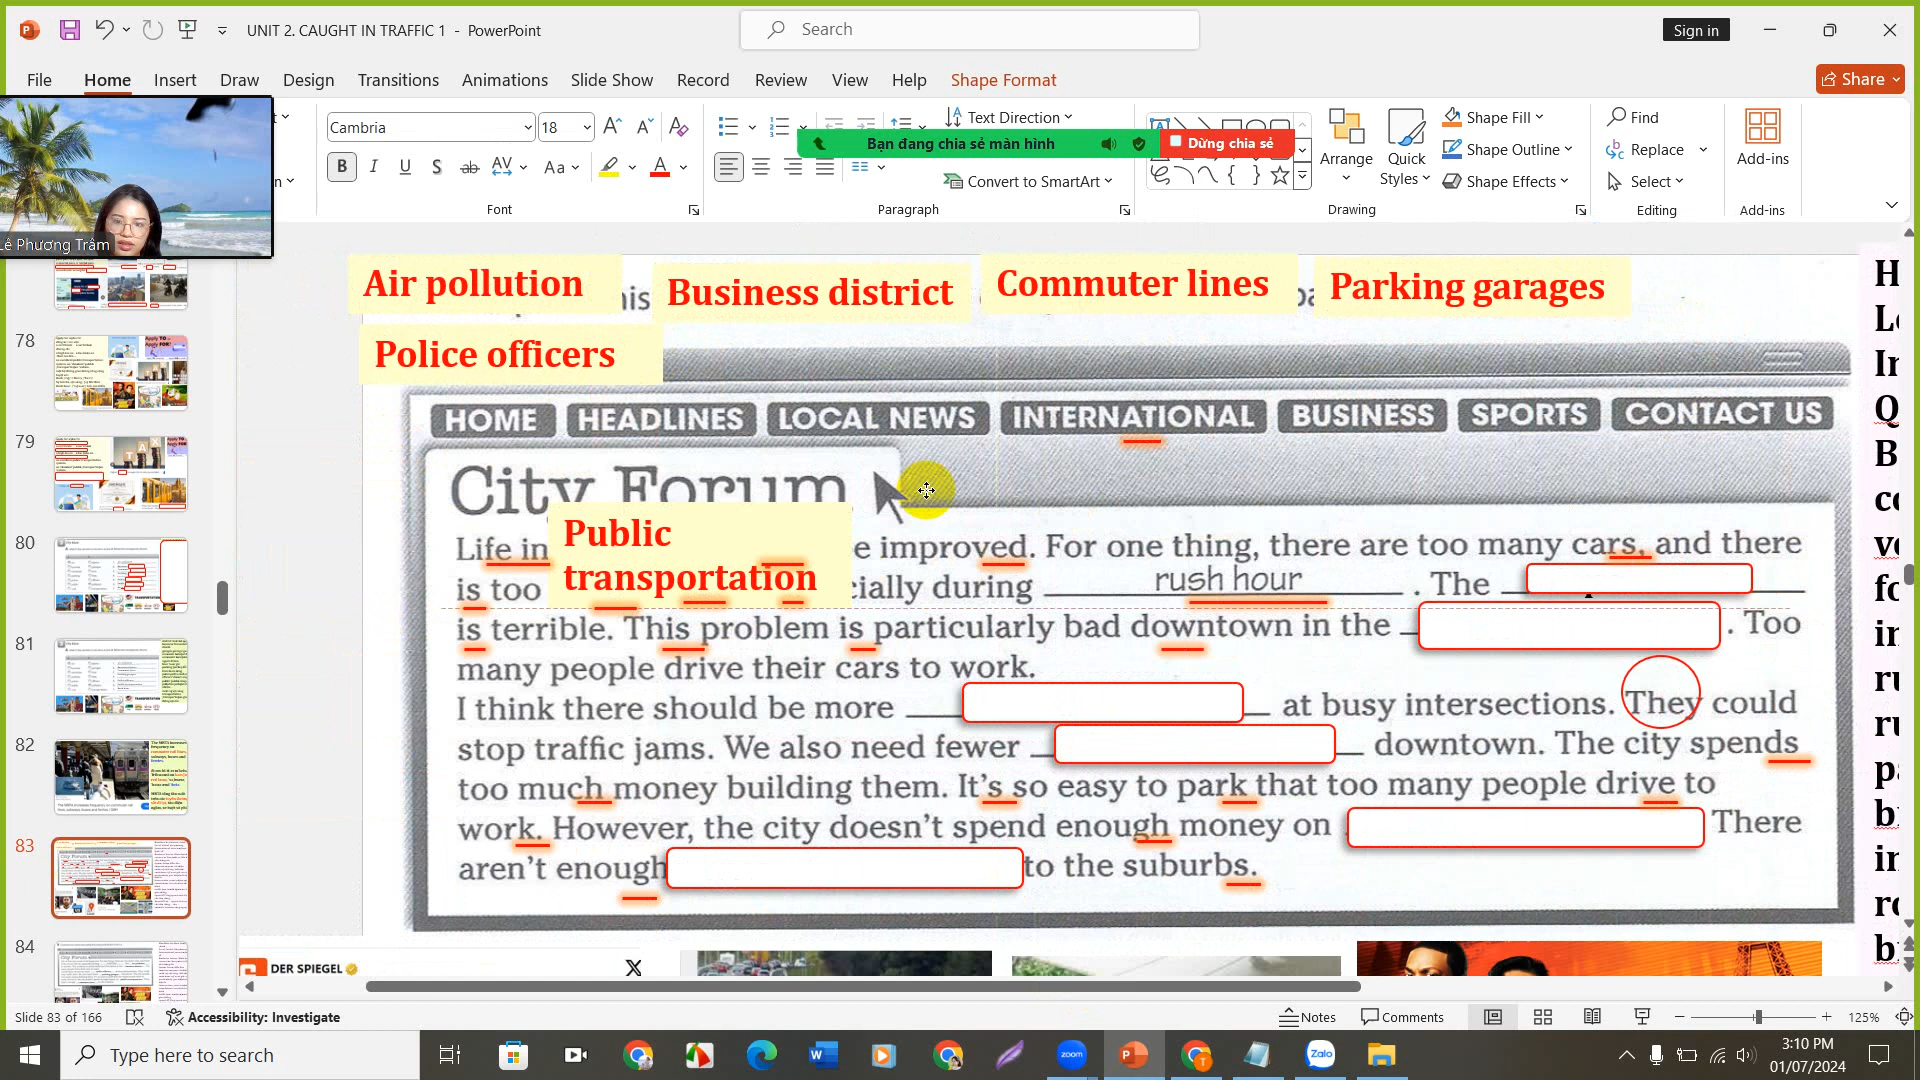 UNIT 2. CAUGHT IN TRAFFIC 1 - PowerPoint
Search
Sign in
File Home Insert Draw Design Transitions Animations Slide Show Record Review View Help Shape Format
Share
Cambria
18
Text Direction
Convert to SmartArt
Bạn đang chia sẻ màn hình
Dừng chia sẻ
Arrange
Quick Styles
Shape Fill
Shape Outline
Shape Effects
Find
Replace
Select
Add-ins
Font
Paragraph
Drawing
Editing
Add-ins
Lê Phương Trâm
78
79
80
81
82
83
84
Air pollution
Business district
Commuter lines
Parking garages
Police officers
HOME HEADLINES LOCAL NEWS INTERNATIONAL BUSINESS SPORTS CONTACT US
City Forum
Public
transportation
Life in e improved. For one thing, there are too many cars, and there
is too cially during rush hour . The
is terrible. This problem is particularly bad downtown in the . Too
many people drive their cars to work.
I think there should be more at busy intersections. They could
stop traffic jams. We also need fewer downtown. The city spends
too much money building them. It's so easy to park that too many people drive to
work. However, the city doesn't spend enough money on There
aren't enough to the suburbs.
DER SPIEGEL
Slide 83 of 166
Accessibility: Investigate
Notes
Comments
125%
Type here to search
zoom
Zalo
3:10 PM
01/07/2024